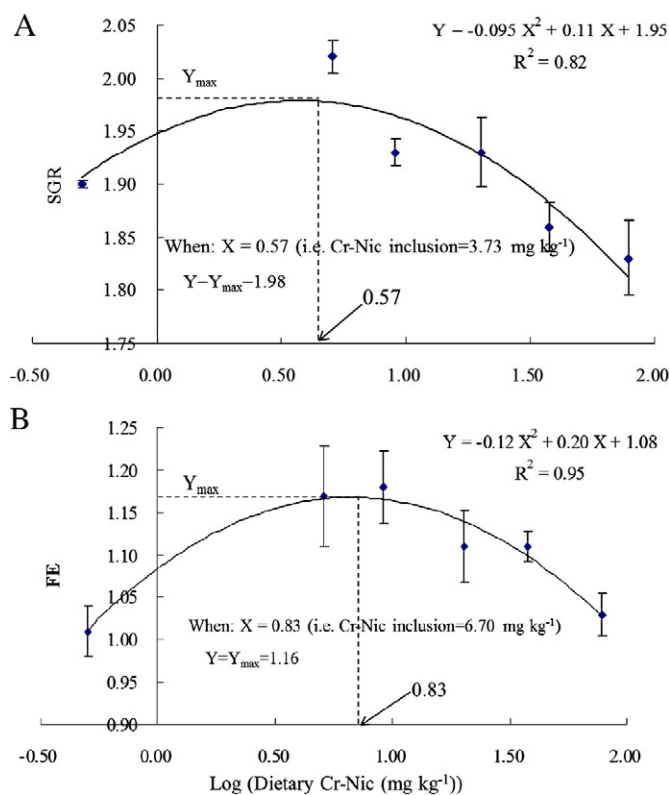 A
2.05
Y = -0.095 X² + 0.11 X + 1.95
R² = 0.82
2.00
Ymax
1.95
SGR
1.90
1.85
When: X = 0.57 (i.e. Cr-Nic inclusion=3.73 mg kg⁻¹)
Y=Ymax=1.98
1.80
0.57
1.75
-0.50 0.00 0.50 1.00 1.50 2.00
B
1.25
Y = -0.12 X² + 0.20 X + 1.08
R² = 0.95
1.20
Ymax
1.15
1.10
FE
1.05
When: X = 0.83 (i.e. Cr-Nic inclusion=6.70 mg kg⁻¹)
1.00
Y=Ymax=1.16
0.95
0.83
0.90
-0.50 0.00 0.50 1.00 1.50 2.00
Log (Dietary Cr-Nic (mg kg⁻¹))